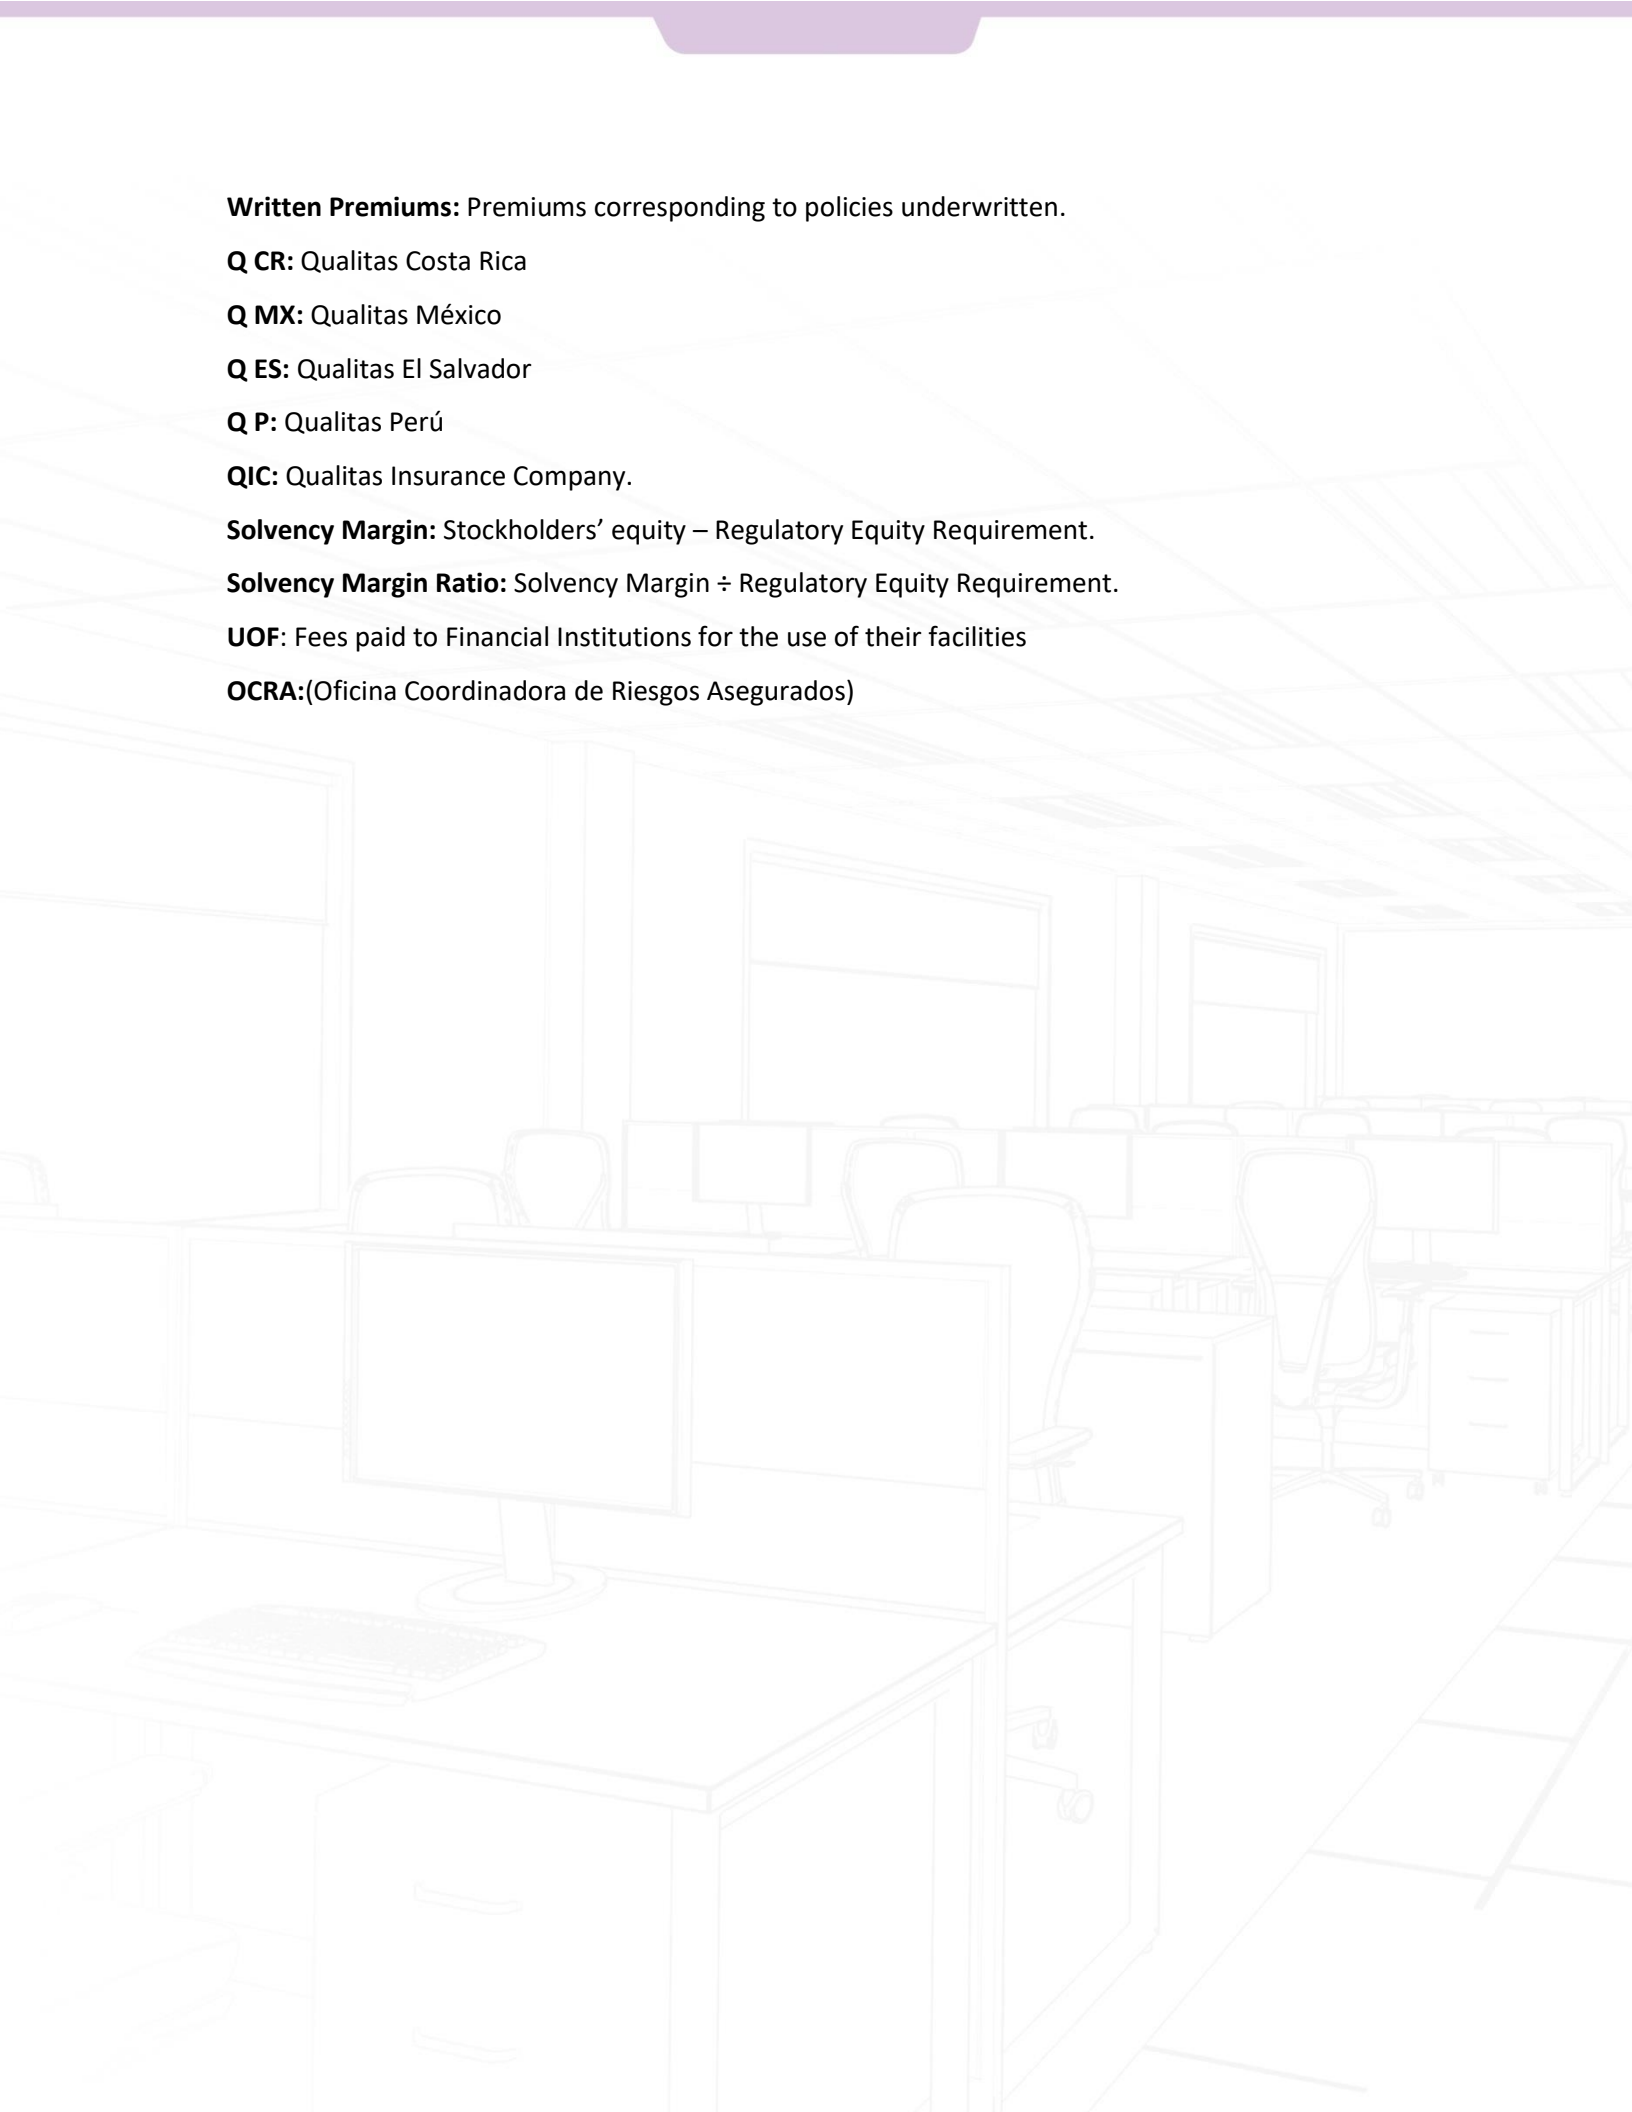 Written Premiums: Premiums corresponding to policies underwritten.
Q CR: Qualitas Costa Rica
Q MX: Qualitas México
Q ES: Qualitas El Salvador
Q P: Qualitas Perú
QIC: Qualitas Insurance Company.
Solvency Margin: Stockholders’ equity – Regulatory Equity Requirement.
Solvency Margin Ratio: Solvency Margin ÷ Regulatory Equity Requirement.
UOF: Fees paid to Financial Institutions for the use of their facilities
OCRA:(Oficina Coordinadora de Riesgos Asegurados)